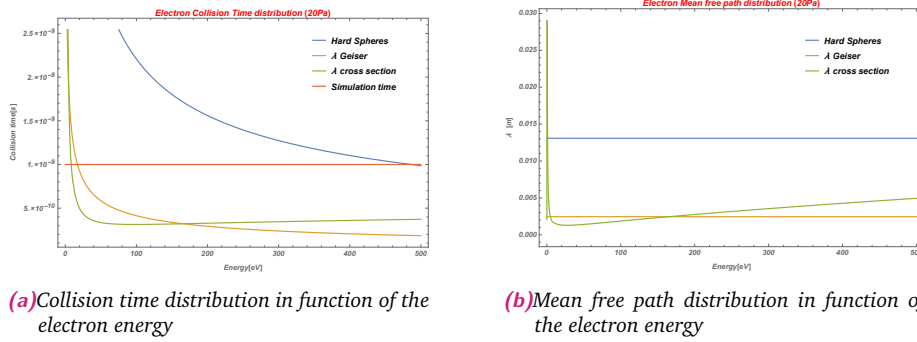 Electron Collision Time distribution (20Pa)
2.5×10⁻⁹
2.×10⁻⁹
1.5×10⁻⁹
1.×10⁻⁹
5.×10⁻¹⁰
Collision time[s]
Hard Spheres
λ Geiser
λ cross section
Simulation time
0
100
200
300
400
500
Energy[eV]
(a)Collision time distribution in function of the
electron energy
Electron Mean free path distribution (20Pa)
0.030
0.025
0.020
0.015
0.010
0.005
0.000
λ [m]
Hard Spheres
λ Geiser
λ cross section
0
100
200
300
400
500
Energy[eV]
(b)Mean free path distribution in function of
the electron energy